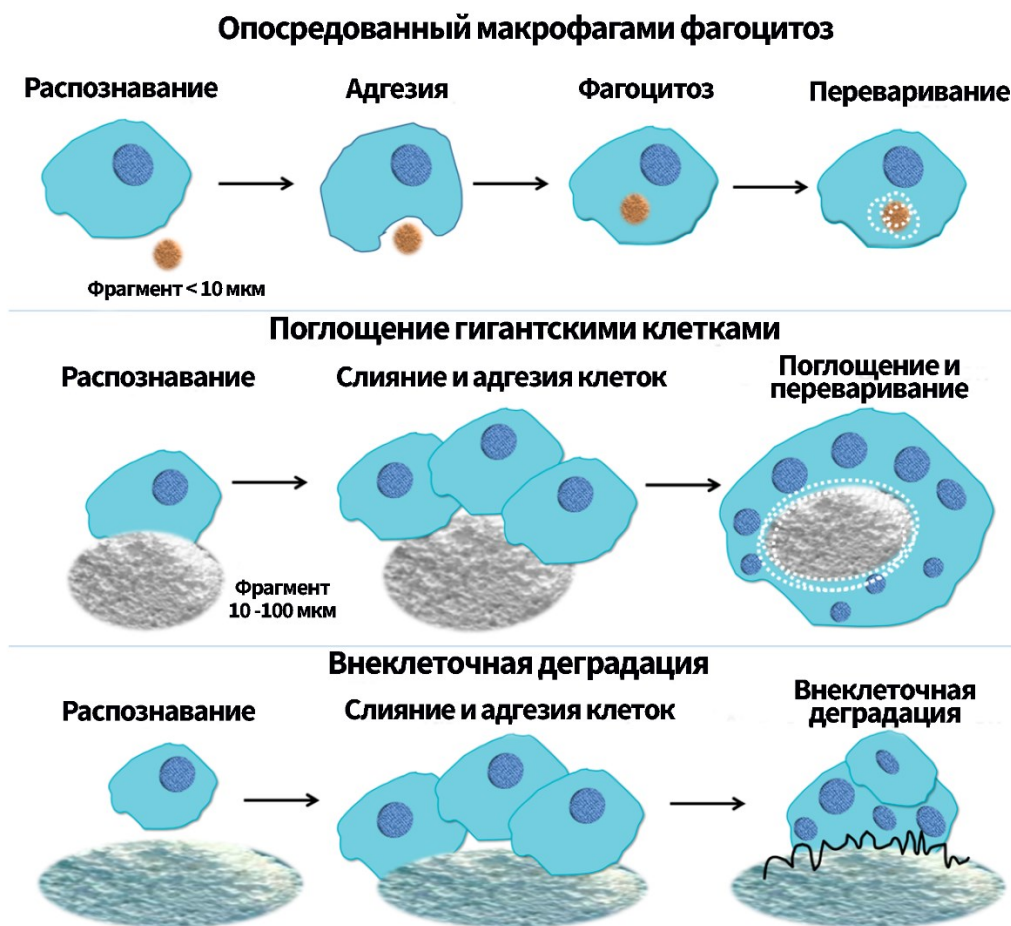 Опосредованный макрофагами фагоцитоз
Распознавание
Адгезия
Фагоцитоз
Переваривание
Фрагмент < 10 мкм
Поглощение гигантскими клетками
Распознавание
Слияние и адгезия клеток
Поглощение и
переваривание
Фрагмент
10 -100 мкм
Внеклеточная деградация
Распознавание
Слияние и адгезия клеток
Внеклеточная
деградация